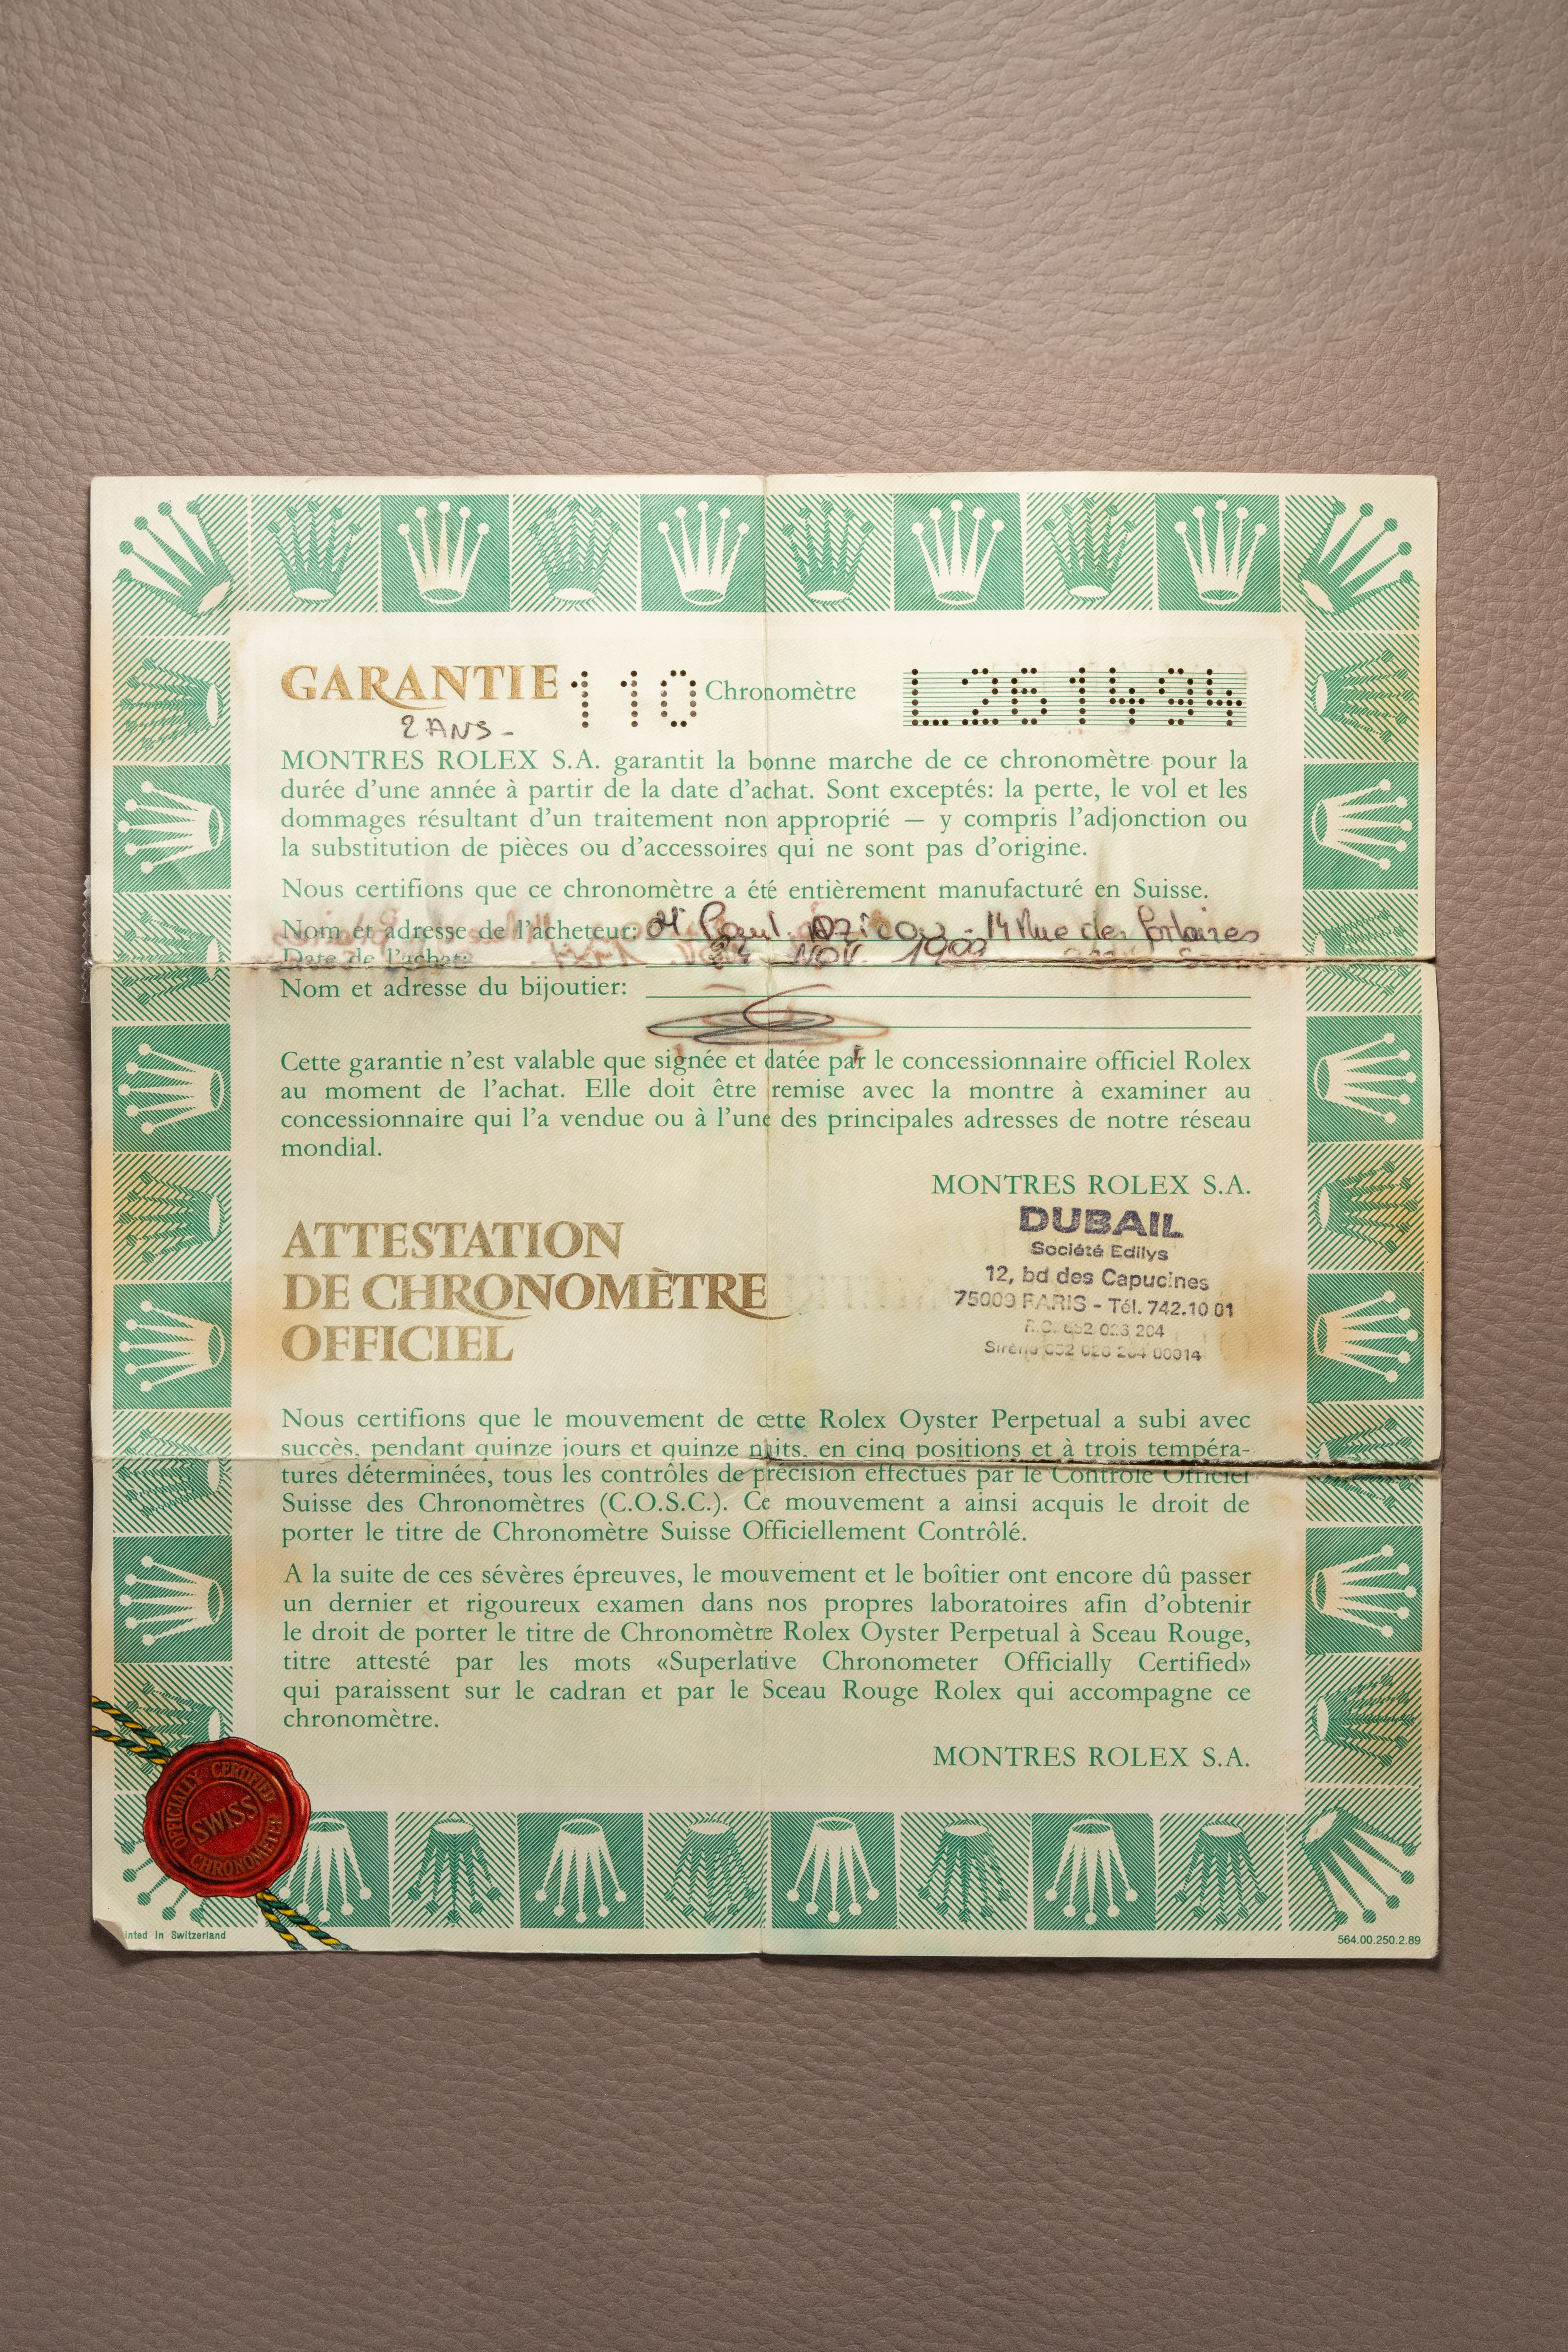 GARANTIE 110 Chronomètre L261494
2 ANS -
MONTRES ROLEX S.A. garantit la bonne marche de ce chronomètre pour la
durée d'une année à partir de la date d'achat. Sont exceptés: la perte, le vol et les
dommages résultant d'un traitement non approprié — y compris l'adjonction ou
la substitution de pièces ou d'accessoires qui ne sont pas d'origine.
Nous certifions que ce chronomètre a été entièrement manufacturé en Suisse.
Nom et adresse de l'acheteur: Mr Paul - 14 Rue des
Date de l'achat: NOV.
Nom et adresse du bijoutier:
Cette garantie n'est valable que signée et datée par le concessionnaire officiel Rolex
au moment de l'achat. Elle doit être remise avec la montre à examiner au
concessionnaire qui l'a vendue ou à l'une des principales adresses de notre réseau
mondial.
MONTRES ROLEX S.A.
DUBAIL
Société Edilys
12, bd des Capucines
75009 PARIS - Tél. 742.10 01
ATTESTATION
DE CHRONOMÈTRE
OFFICIEL
Nous certifions que le mouvement de cette Rolex Oyster Perpetual a subi avec
succès, pendant quinze jours et quinze nuits, en cinq positions et à trois tempéra-
tures déterminées, tous les contrôles de précision effectués par le Contrôle Officiel
Suisse des Chronomètres (C.O.S.C.). Ce mouvement a ainsi acquis le droit de
porter le titre de Chronomètre Suisse Officiellement Contrôlé.
A la suite de ces sévères épreuves, le mouvement et le boîtier ont encore dû passer
un dernier et rigoureux examen dans nos propres laboratoires afin d'obtenir
le droit de porter le titre de Chronomètre Rolex Oyster Perpetual à Sceau Rouge,
titre attesté par les mots «Superlative Chronometer Officially Certified»
qui paraissent sur le cadran et par le Sceau Rouge Rolex qui accompagne ce
chronomètre.
MONTRES ROLEX S.A.
OFFICIALLY CERTIFIED
SWISS
CHRONOMETER
inted in Switzerland
564.00.250.2.89